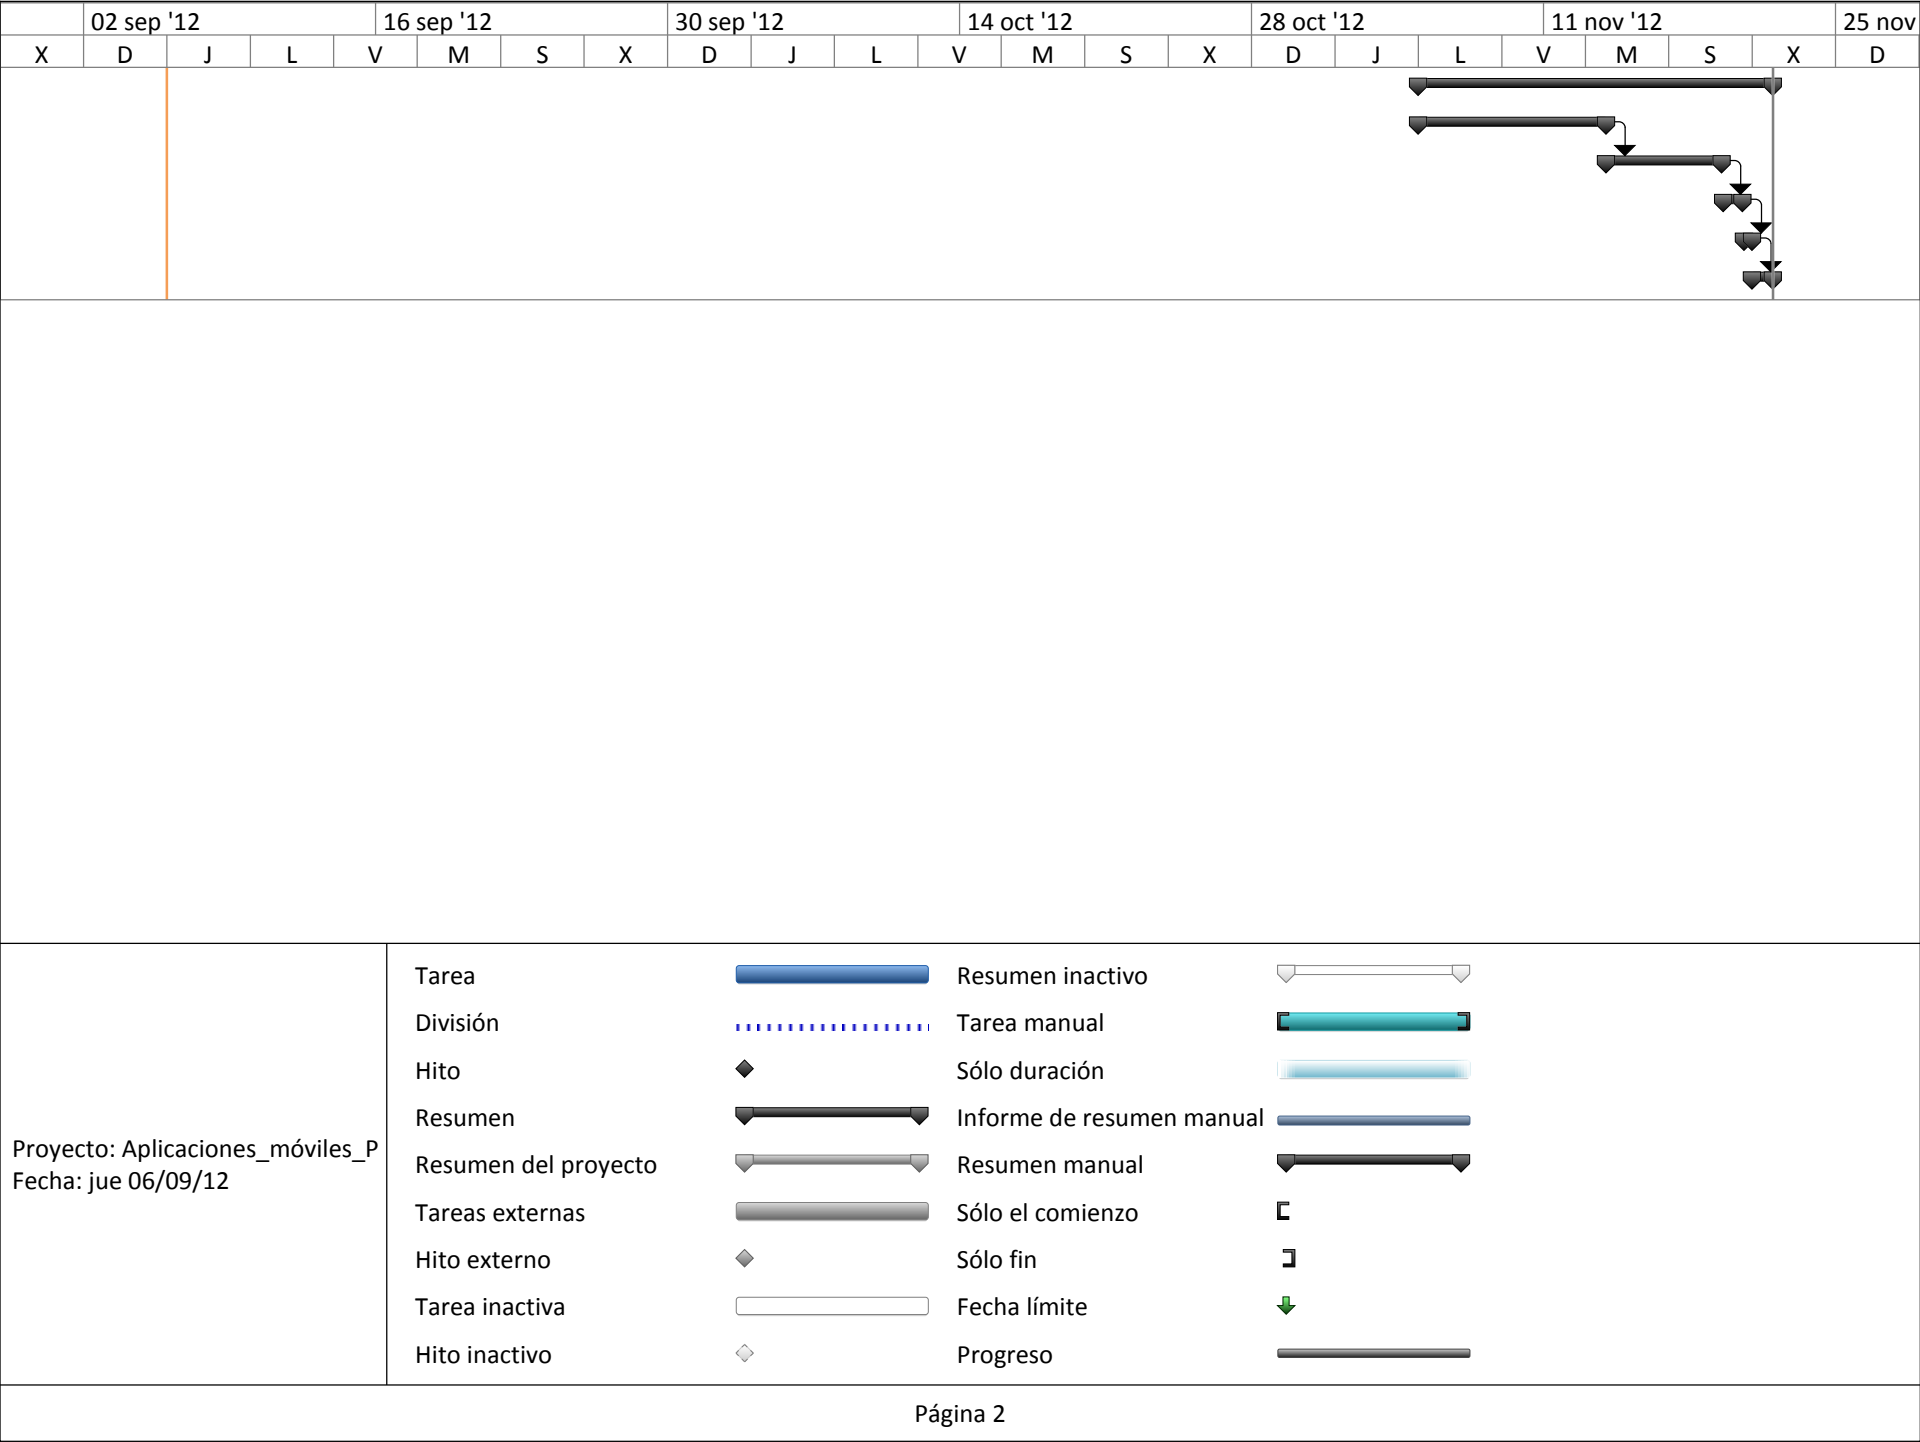 02 sep '12 16 sep '12 30 sep '12 14 oct '12 28 oct '12 11 nov '12 25 nov
X D J L V M S X D J L V M S X D J L V M S X D
Tarea
División
Hito
Resumen
Resumen del proyecto
Tareas externas
Hito externo
Tarea inactiva
Hito inactivo
Resumen inactivo
Tarea manual
Sólo duración
Informe de resumen manual
Resumen manual
Sólo el comienzo
Sólo fin
Fecha límite
Progreso
Proyecto: Aplicaciones_móviles_P
Fecha: jue 06/09/12
Página 2